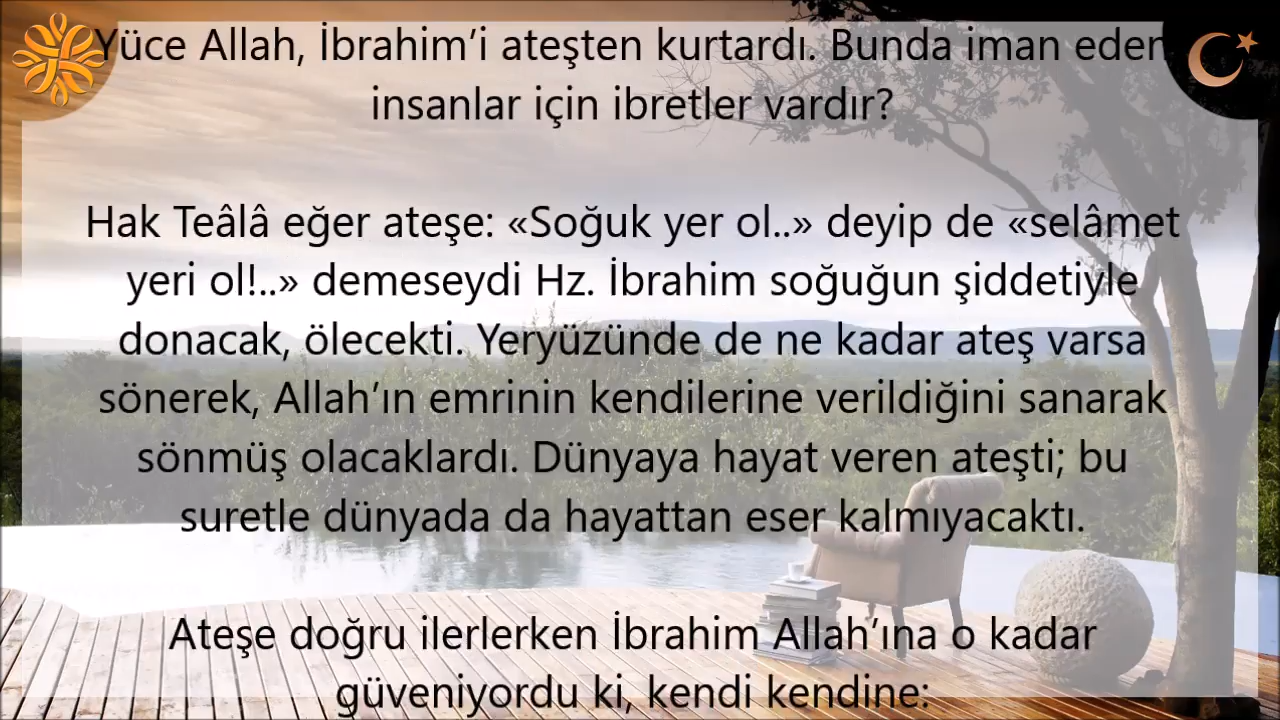 Yüce Allah, İbrahim’i ateşten kurtardı. Bunda iman eden
insanlar için ibretler vardır?
Hak Teâlâ eğer ateşe: «Soğuk yer ol..» deyip de «selâmet
yeri ol!..» demeseydi Hz. İbrahim soğuğun şiddetiyle
donacak, ölecekti. Yeryüzünde de ne kadar ateş varsa
sönerek, Allah’ın emrinin kendilerine verildiğini sanarak
sönmüş olacaklardı. Dünyaya hayat veren ateşti; bu
suretle dünyada da hayattan eser kalmıyacaktı.
Ateşe doğru ilerlerken İbrahim Allah’ına o kadar
güveniyordu ki, kendi kendine: